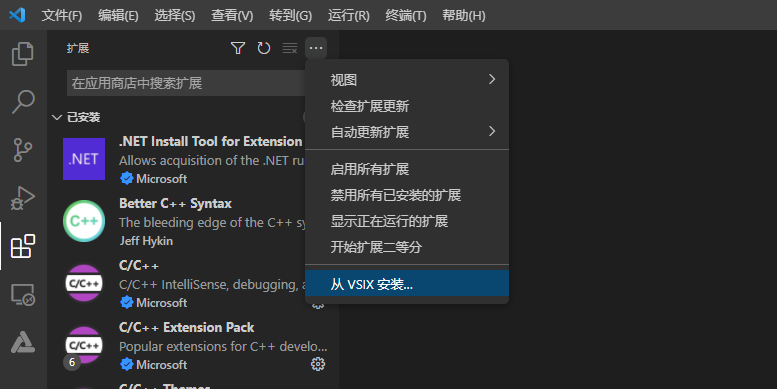 文件(F) 编辑(E) 选择(S) 查看(V) 转到(G) 运行(R) 终端(T) 帮助(H)
扩展
在应用商店中搜索扩展
已安装
.NET
.NET Install Tool for Extension
Allows acquisition of the .NET ru
Microsoft
C++
Better C++ Syntax
The bleeding edge of the C++ sy
Jeff Hykin
C/C++
C/C++
C/C++ IntelliSense, debugging, a
Microsoft
C/C++
6
C/C++ Extension Pack
Popular extensions for C++ develo...
Microsoft
C/C++ Themes
视图
检查扩展更新
自动更新扩展
启用所有扩展
禁用所有已安装的扩展
显示正在运行的扩展
开始扩展二等分
从 VSIX 安装...